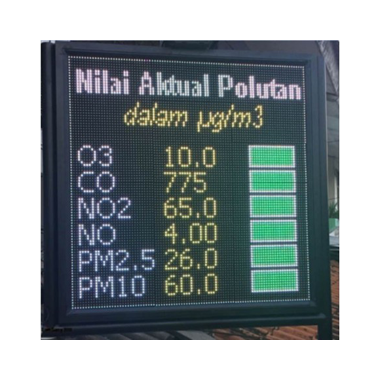 Nilai Aktual Polutan
dalam µg/m3
O3 10.0
CO 775
NO2 65.0
NO 4.00
PM2.5 26.0
PM10 60.0